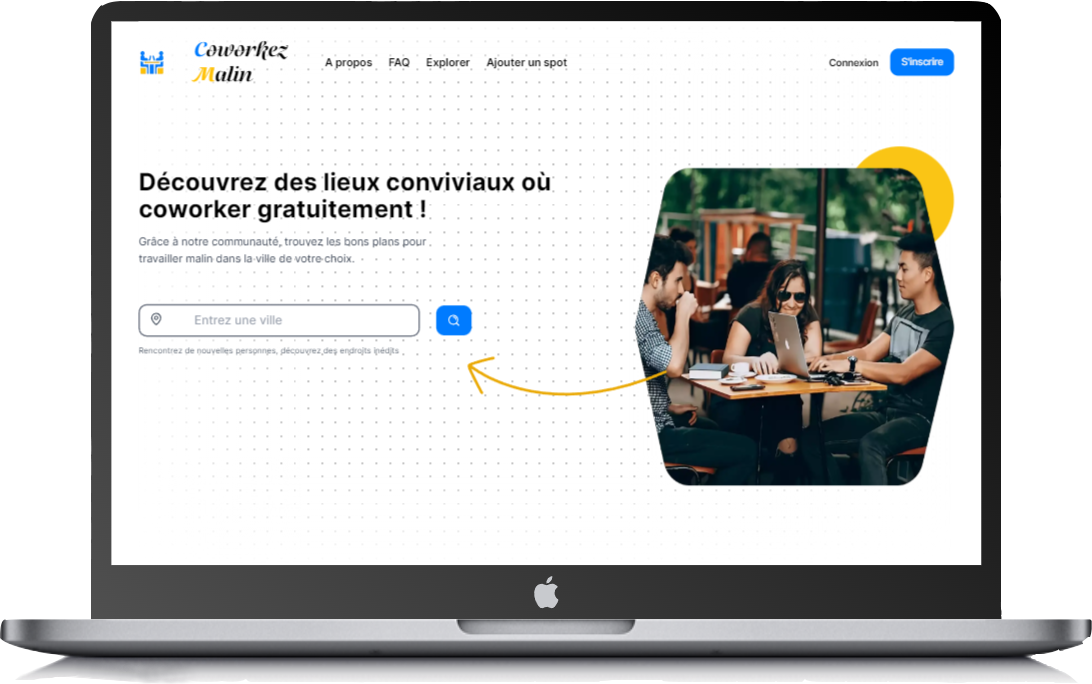 Coworkez
Malin
A propos FAQ Explorer Ajouter un spot
Connexion S'inscrire
Découvrez des lieux conviviaux où
coworker gratuitement !
Grâce à notre communauté, trouvez les bons plans pour
travailler malin dans la ville de votre choix.
Entrez une ville
Rencontrez de nouvelles personnes, découvrez des endroits inédits